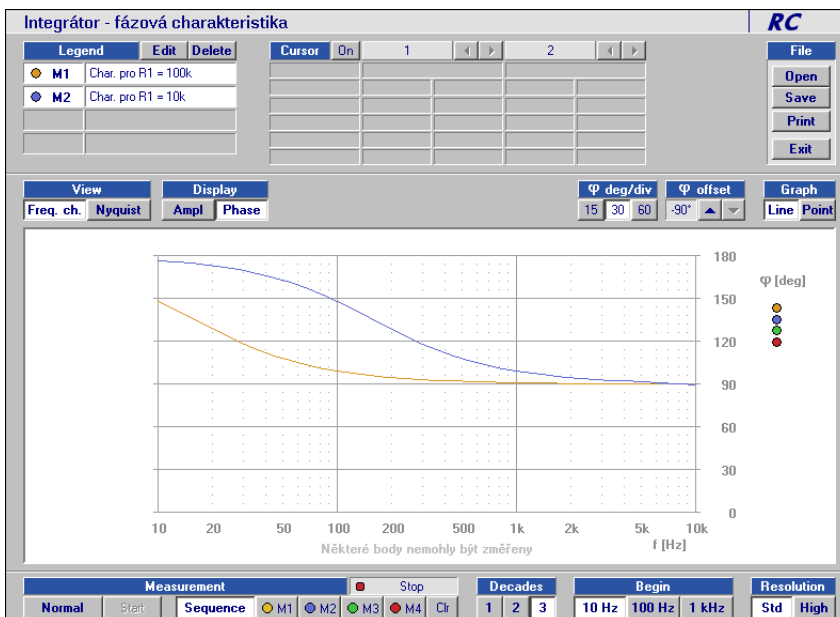 Integrátor - fázová charakteristika RC
Legend Edit Delete Cursor On 1 2 File
M1 Char. pro R1 = 100k
M2 Char. pro R1 = 10k
Open
Save
Print
Exit
View Display φ deg/div φ offset Graph
Freq. ch. Nyquist Ampl Phase 15 30 60 -90° Line Point
180
φ [deg]
150
120
90
60
30
0
10 20 50 100 200 500 1k 2k 5k 10k
Některé body nemohly být změřeny f [Hz]
Measurement Stop Decades Begin Resolution
Normal Start Sequence M1 M2 M3 M4 Clr 1 2 3 10 Hz 100 Hz 1 kHz Std High